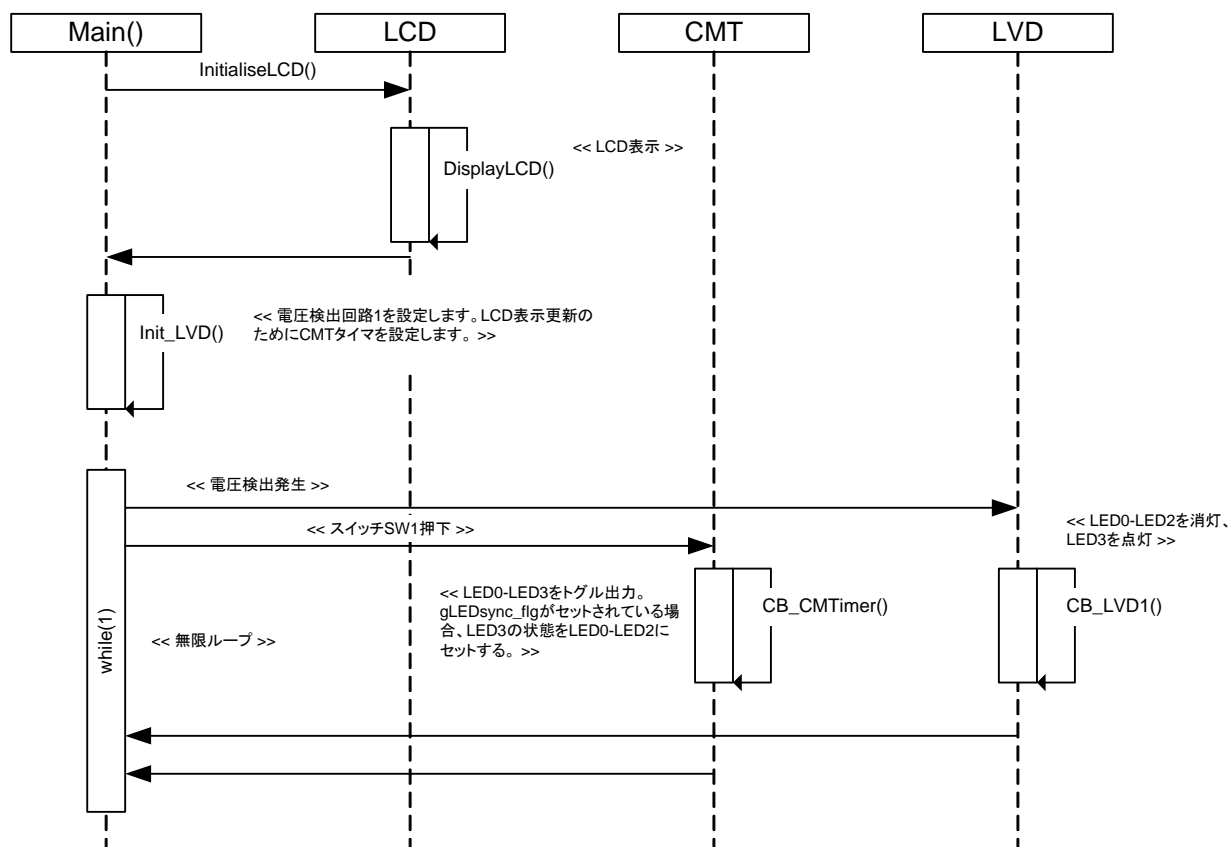 Main()
LCD
CMT
LVD
InitialiseLCD()
<< LCD表示 >>
DisplayLCD()
<< 電圧検出回路1を設定します。LCD表示更新の
ためにCMTタイマを設定します。 >>
Init_LVD()
<< 電圧検出発生 >>
<< スイッチSW1押下 >>
<< LED0-LED2を消灯、
LED3を点灯 >>
<< LED0-LED3をトグル出力。
gLEDsync_flgがセットされている場
合、LED3の状態をLED0-LED2に
セットする。 >>
CB_CMTimer()
CB_LVD1()
while(1)
<< 無限ループ >>